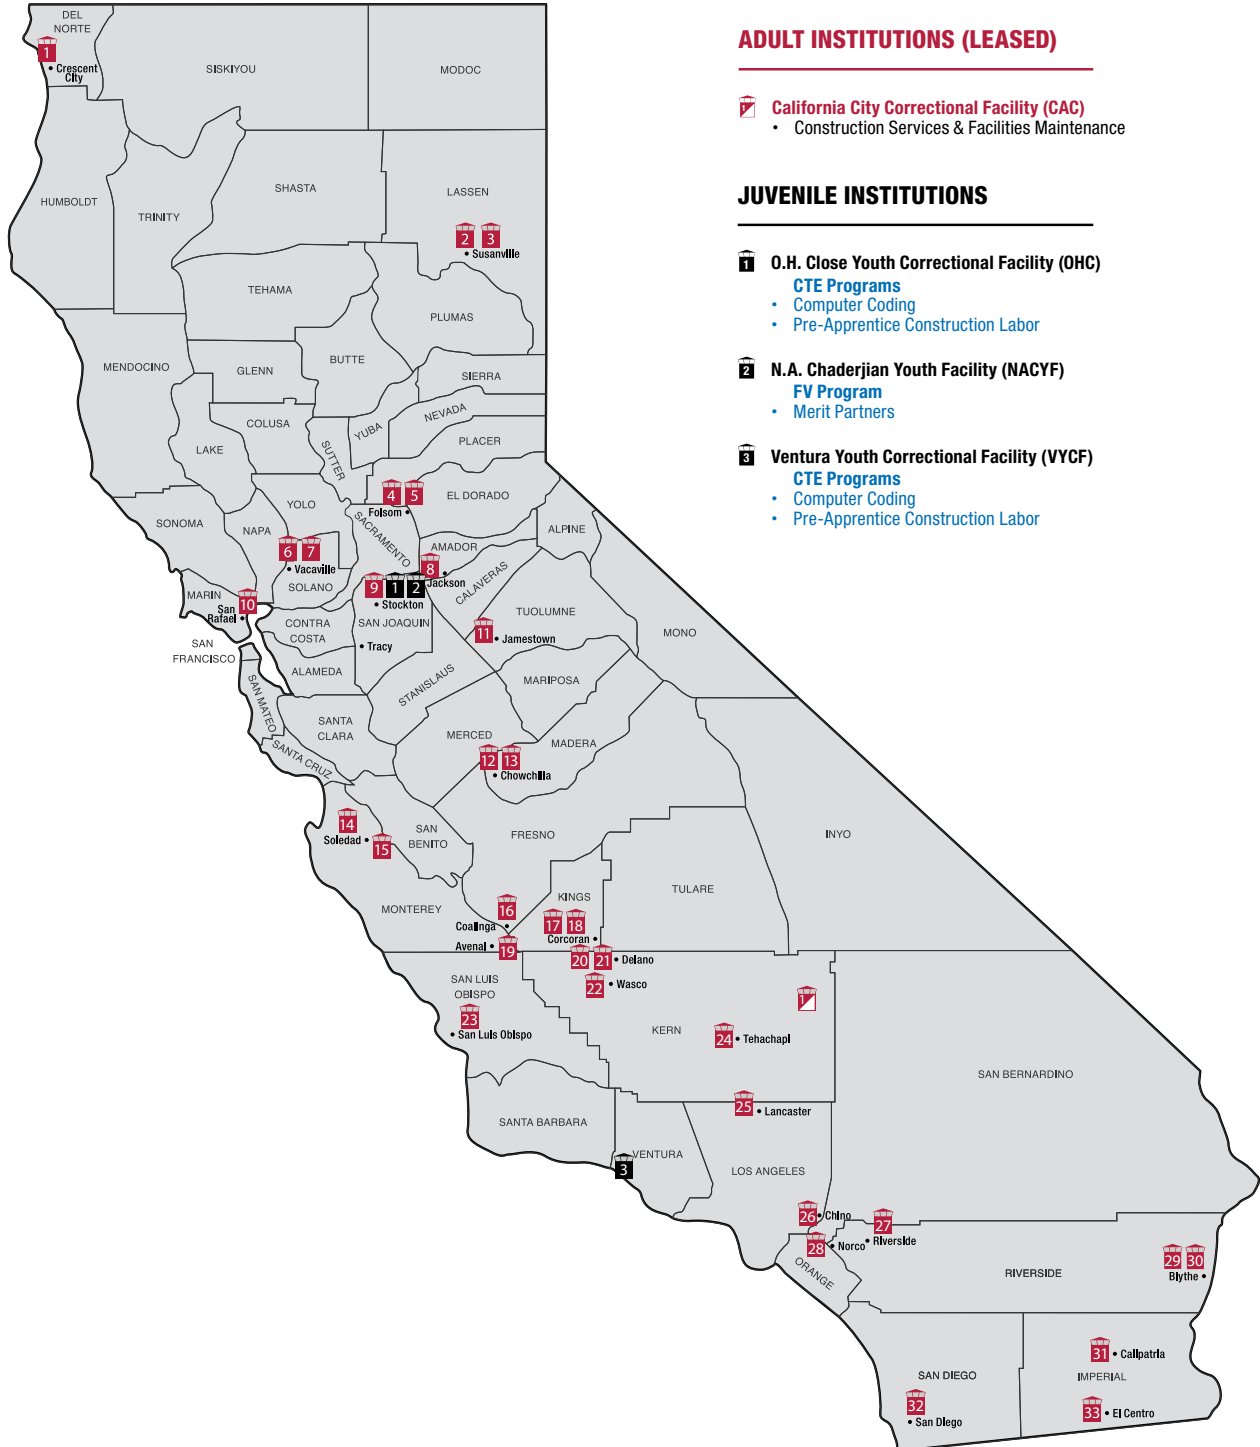 ADULT INSTITUTIONS (LEASED)
1 California City Correctional Facility (CAC)
• Construction Services & Facilities Maintenance
JUVENILE INSTITUTIONS
1 O.H. Close Youth Correctional Facility (OHC)
CTE Programs
• Computer Coding
• Pre-Apprentice Construction Labor
2 N.A. Chaderjian Youth Facility (NACYF)
FV Program
• Merit Partners
3 Ventura Youth Correctional Facility (VYCF)
CTE Programs
• Computer Coding
• Pre-Apprentice Construction Labor
DEL
NORTE
1
• Crescent
City
SISKIYOU
MODOC
HUMBOLDT
TRINITY
SHASTA
LASSEN
2 3
• Susanville
TEHAMA
PLUMAS
MENDOCINO
GLENN
BUTTE
SIERRA
COLUSA
LAKE
SUTTER
YUBA
NEVADA
PLACER
4 5
Folsom •
EL DORADO
YOLO
SONOMA
NAPA
SACRAMENTO
ALPINE
6 7
• Vacaville
AMADOR
8
Jackson
SOLANO
9 1 2
• Stockton
CALAVERAS
MARIN
10
San
Rafael •
CONTRA
COSTA
SAN JOAQUIN
TUOLUMNE
11
• Jamestown
MONO
SAN
FRANCISCO
• Tracy
ALAMEDA
STANISLAUS
MARIPOSA
SAN MATEO
SANTA
CLARA
MERCED
MADERA
SANTA CRUZ
12 13
• Chowchilla
14
Soledad •
15
SAN
BENITO
FRESNO
INYO
MONTEREY
16
Coalinga
•
KINGS
17 18
Corcoran •
TULARE
Avenal •
19
20 21
• Delano
22
• Wasco
SAN LUIS
OBISPO
23
• San Luis Obispo
1
KERN
24
• Tehachapi
SAN BERNARDINO
25
• Lancaster
SANTA BARBARA
VENTURA
3
LOS ANGELES
26
• Chino
27
• Riverside
28
• Norco
ORANGE
RIVERSIDE
29 30
Blythe •
31
• Calipatria
SAN DIEGO
IMPERIAL
32
• San Diego
33
• El Centro